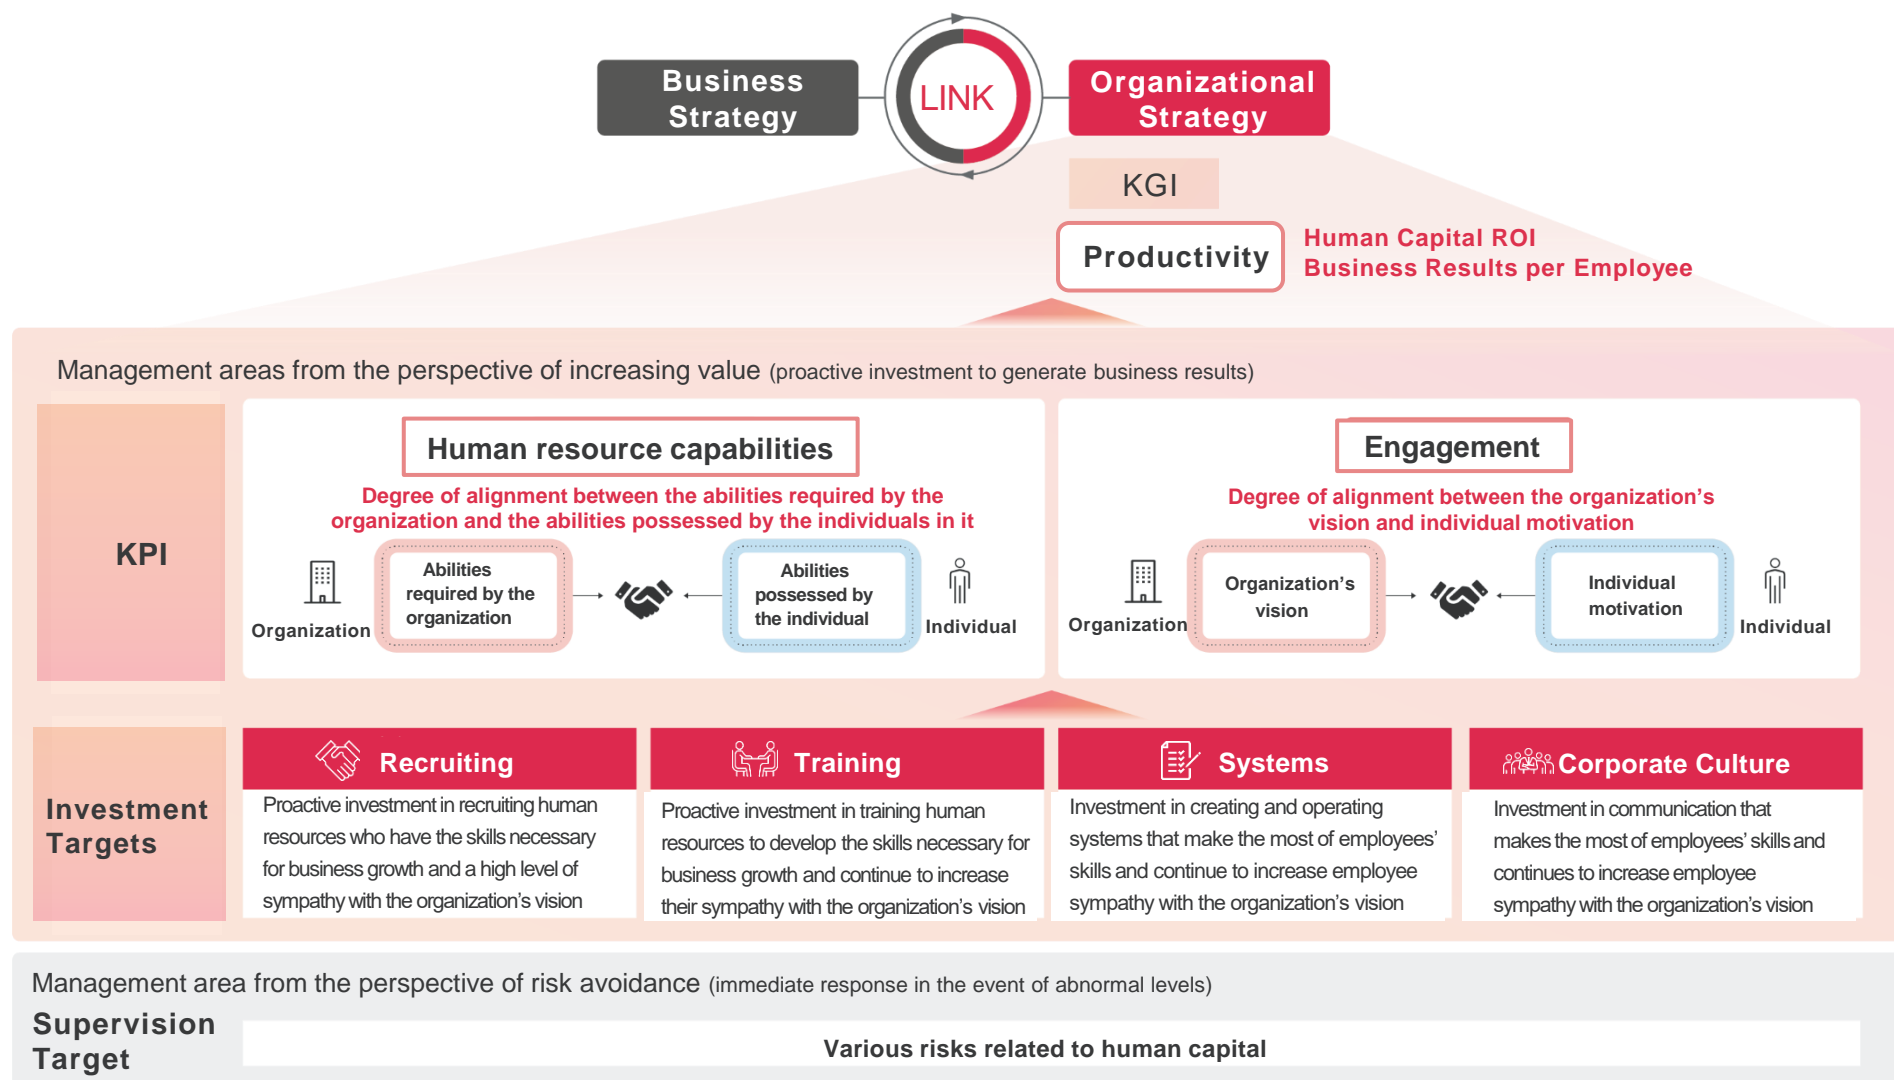 Business
Strategy
LINK
Organizational
Strategy
KGI
Productivity
Human Capital ROI
Business Results per Employee
Management areas from the perspective of increasing value (proactive investment to generate business results)
KPI
Human resource capabilities
Degree of alignment between the abilities required by the
organization and the abilities possessed by the individuals in it
Organization
Abilities
required by the
organization
Abilities
possessed by
the individual
Individual
Engagement
Degree of alignment between the organization’s
vision and individual motivation
Organization
Organization’s
vision
Individual
motivation
Individual
Investment
Targets
Recruiting
Proactive investment in recruiting human
resources who have the skills necessary
for business growth and a high level of
sympathy with the organization’s vision
Training
Proactive investment in training human
resources to develop the skills necessary for
business growth and continue to increase
their sympathy with the organization’s vision
Systems
Investment in creating and operating
systems that make the most of employees’
skills and continue to increase employee
sympathy with the organization’s vision
Corporate Culture
Investment in communication that
makes the most of employees’ skills and
continues to increase employee
sympathy with the organization’s vision
Management area from the perspective of risk avoidance (immediate response in the event of abnormal levels)
Supervision
Target
Various risks related to human capital